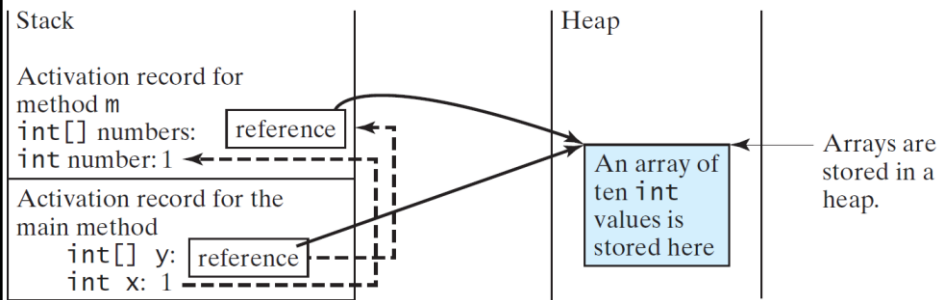 Stack
Heap
Activation record for
method m
int[] numbers:
reference
int number: 1
Activation record for the
main method
int[] y:
reference
int x: 1
An array of
ten int
values is
stored here
Arrays are
stored in a
heap.